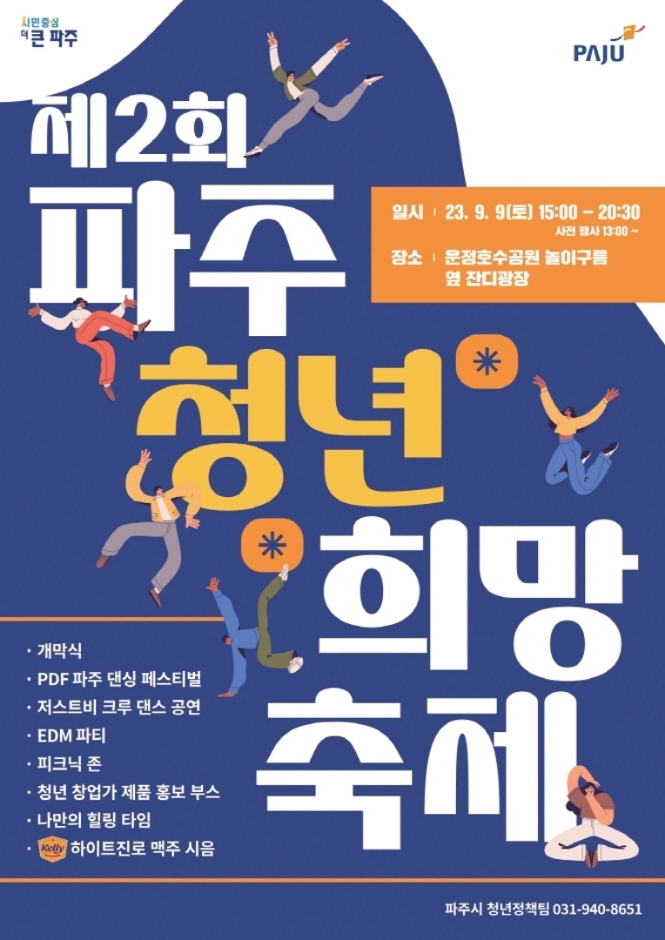 시민중심
더 큰 파주
PAJU
제2회
파주
청년
희망
축제
일시 | 23. 9. 9(토) 15:00 – 20:30
사전 행사 13:00 ~
장소 | 운정호수공원 놀이구름
옆 잔디광장
· 개막식
· PDF 파주 댄싱 페스티벌
· 저스트비 크루 댄스 공연
· EDM 파티
· 피크닉 존
· 청년 창업가 제품 홍보 부스
· 나만의 힐링 타임
· Kelly 하이트진로 맥주 시음
파주시 청년정책팀 031-940-8651